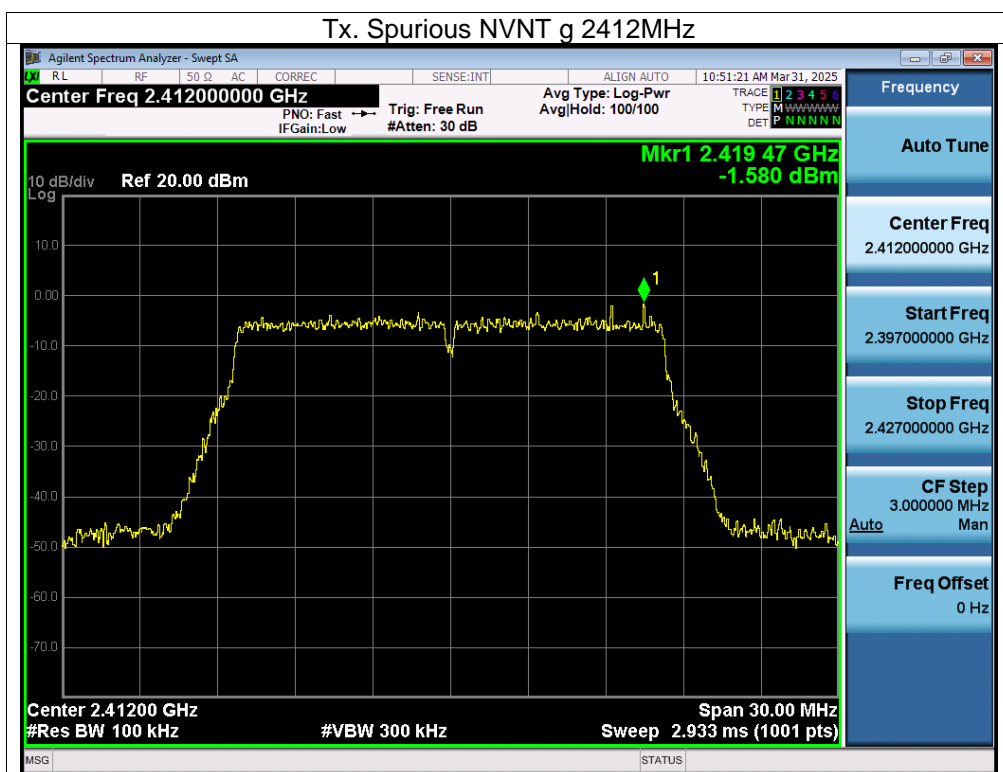 Tx. Spurious NVNT g 2412MHz
Agilent Spectrum Analyzer - Swept SA
LXI RL RF 50 Ω AC CORREC SENSE:INT ALIGN AUTO 10:51:21 AM Mar 31, 2025
Center Freq 2.412000000 GHz
PNO: Fast
IFGain:Low
Trig: Free Run
#Atten: 30 dB
Avg Type: Log-Pwr
Avg|Hold: 100/100
TRACE 1 2 3 4 5 6
TYPE M WWWWW
DET P N N N N N
Mkr1 2.419 47 GHz
-1.580 dBm
10 dB/div Ref 20.00 dBm
Log
10.0
0.00
-10.0
-20.0
-30.0
-40.0
-50.0
-60.0
-70.0
1
Center 2.41200 GHz Span 30.00 MHz
#Res BW 100 kHz #VBW 300 kHz Sweep 2.933 ms (1001 pts)
MSG STATUS
Frequency
Auto Tune
Center Freq
2.412000000 GHz
Start Freq
2.397000000 GHz
Stop Freq
2.427000000 GHz
CF Step
3.000000 MHz
Auto Man
Freq Offset
0 Hz